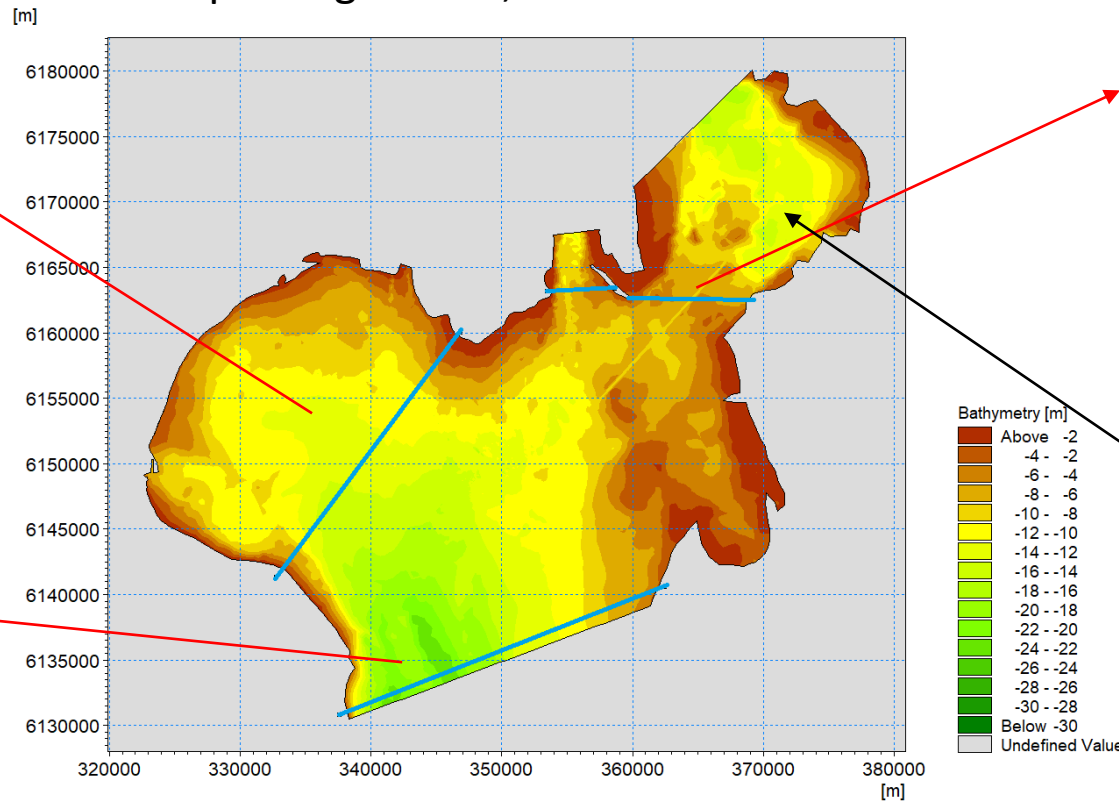 [m]
6180000
6175000
6170000
6165000
6160000
6155000
6150000
6145000
6140000
6135000
6130000
320000 330000 340000 350000 360000 370000 380000
[m]
Bathymetry [m]
Above -2
-4 - -2
-6 - -4
-8 - -6
-10 - -8
-12 - -10
-14 - -12
-16 - -14
-18 - -16
-20 - -18
-22 - -20
-24 - -22
-26 - -24
-28 - -26
-30 - -28
Below -30
Undefined Value